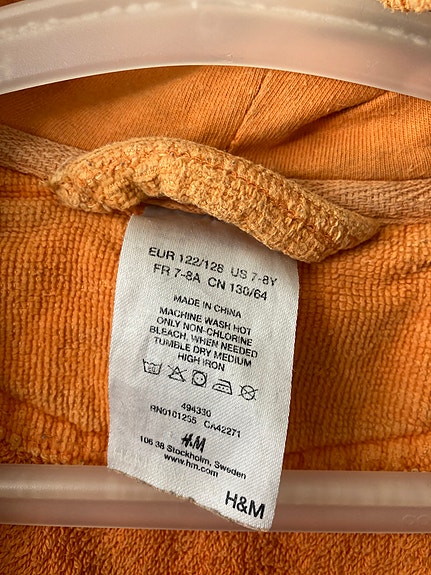 EUR 122/128 US 7-8Y
FR 7-8A CN 130/64
MADE IN CHINA
MACHINE WASH HOT
ONLY NON-CHLORINE
BLEACH, WHEN NEEDED
TUMBLE DRY MEDIUM
HIGH IRON
494330
RN0101255 CA42271
H&M
106 38 Stockholm, Sweden
www.hm.com
H&M